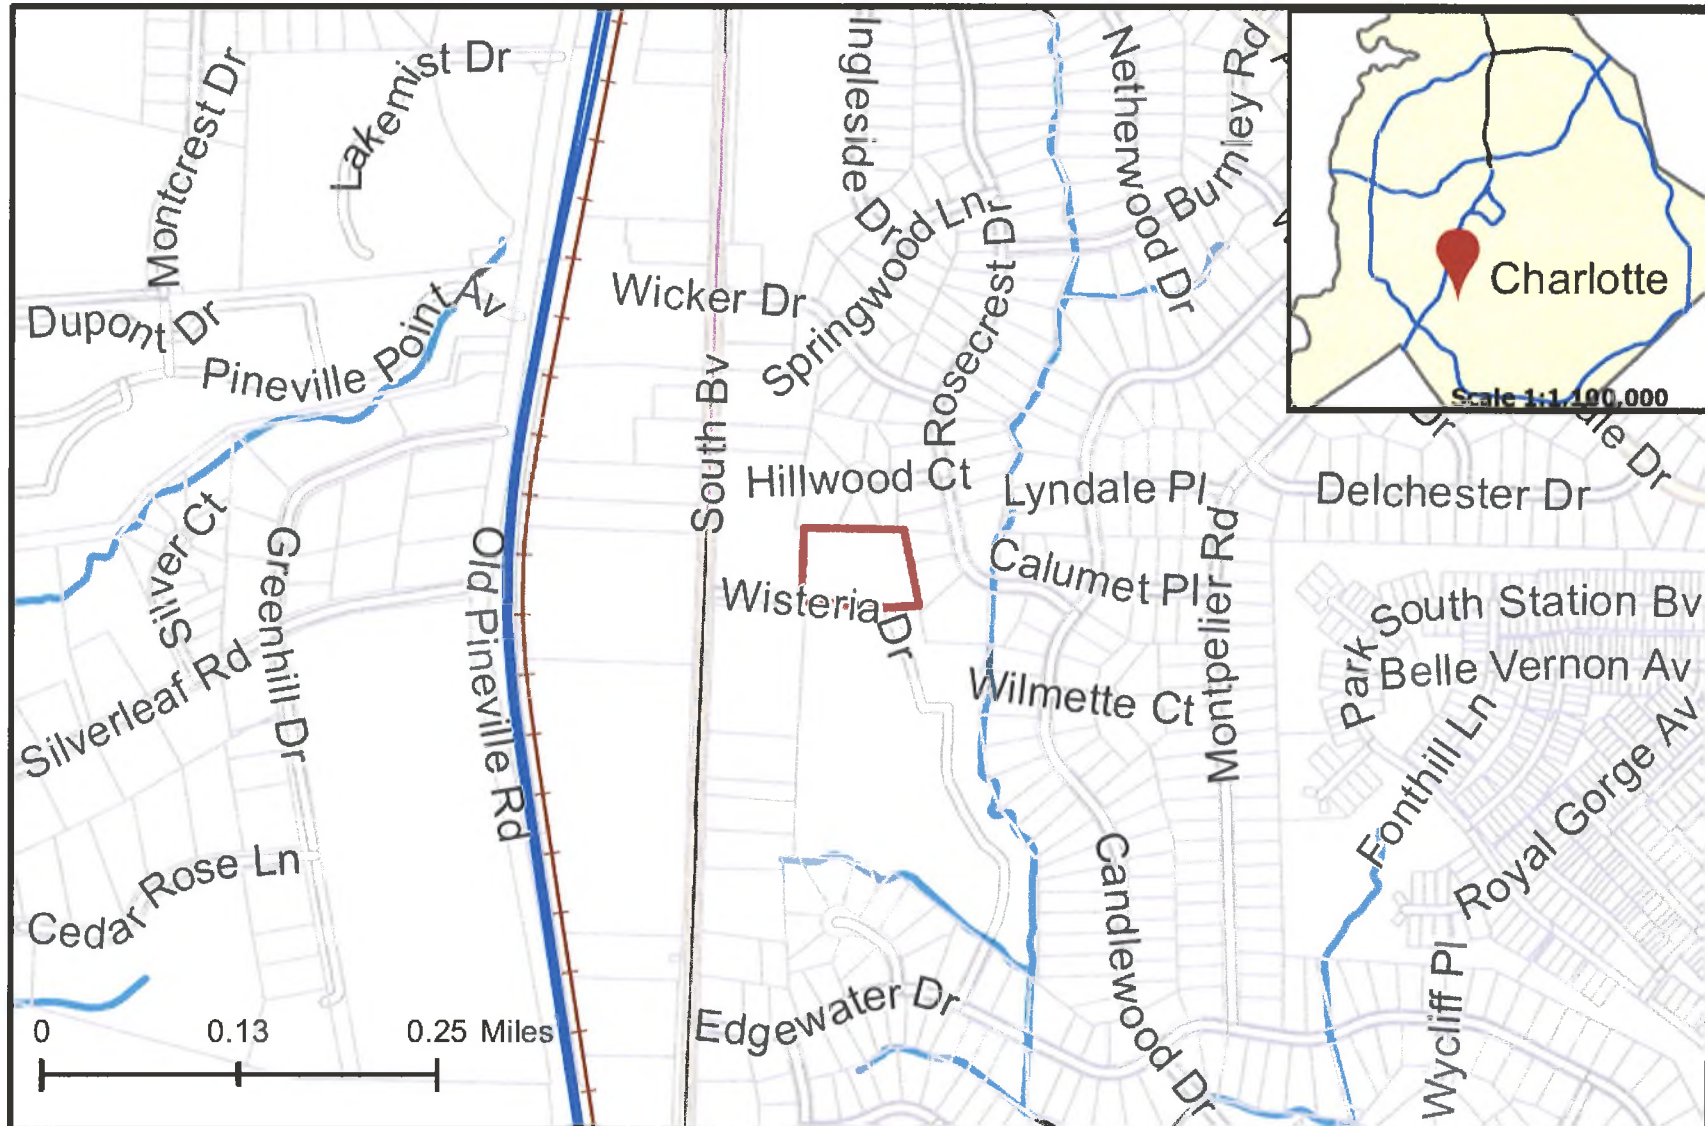 Montcrest Dr
Lakemist Dr
Ingleside Dr
Netherwood Dr
Burnley Rd
Charlotte
Scale 1:1,100,000
Dupont Dr
Pineville Point Av
Wicker Dr
Springwood Ln
Rosecrest Dr
South Bv
Hillwood Ct
Lyndale Pl
Delchester Dr
Dr
Dr
Silver Ct
Greenhill Dr
Old Pineville Rd
Wisteria Dr
Calumet Pl
Montpelier Rd
South Station Bv
Park
Belle Vernon Av
Silverleaf Rd
Wilmette Ct
Fonthill Ln
Royal Gorge Av
Cedar Rose Ln
Candlewood Dr
Edgewater Dr
Wycliff Pl
0 0.13 0.25 Miles